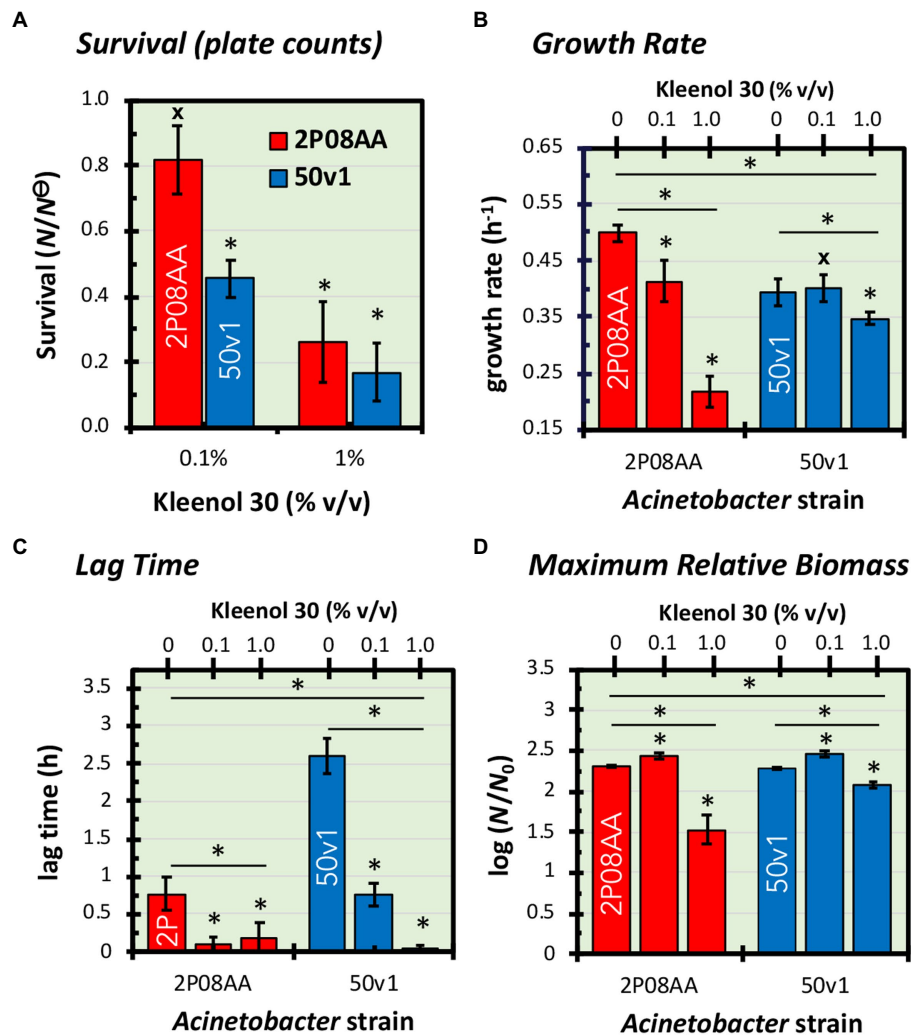 A
Survival (plate counts)
Survival (N/N⊖)
1.0
0.8
0.6
0.4
0.2
0.0
x
*
*
*
2P08AA
50v1
2P08AA
50v1
0.1%
1%
Kleenol 30 (% v/v)
B
Growth Rate
Kleenol 30 (% v/v)
0 0.1 1.0 0 0.1 1.0
growth rate (h⁻¹)
0.65
0.55
0.45
0.35
0.25
0.15
*
*
*
*
*
x
*
2P08AA
50v1
2P08AA 50v1
Acinetobacter strain
C
Lag Time
Kleenol 30 (% v/v)
0 0.1 1.0 0 0.1 1.0
lag time (h)
3.5
3
2.5
2
1.5
1
0.5
0
*
*
*
*
*
*
*
2P
50v1
2P08AA 50v1
Acinetobacter strain
D
Maximum Relative Biomass
Kleenol 30 (% v/v)
0 0.1 1.0 0 0.1 1.0
log (N/N₀)
3.5
3
2.5
2
1.5
1
0.5
0
*
*
*
*
*
*
*
2P08AA
50v1
2P08AA 50v1
Acinetobacter strain